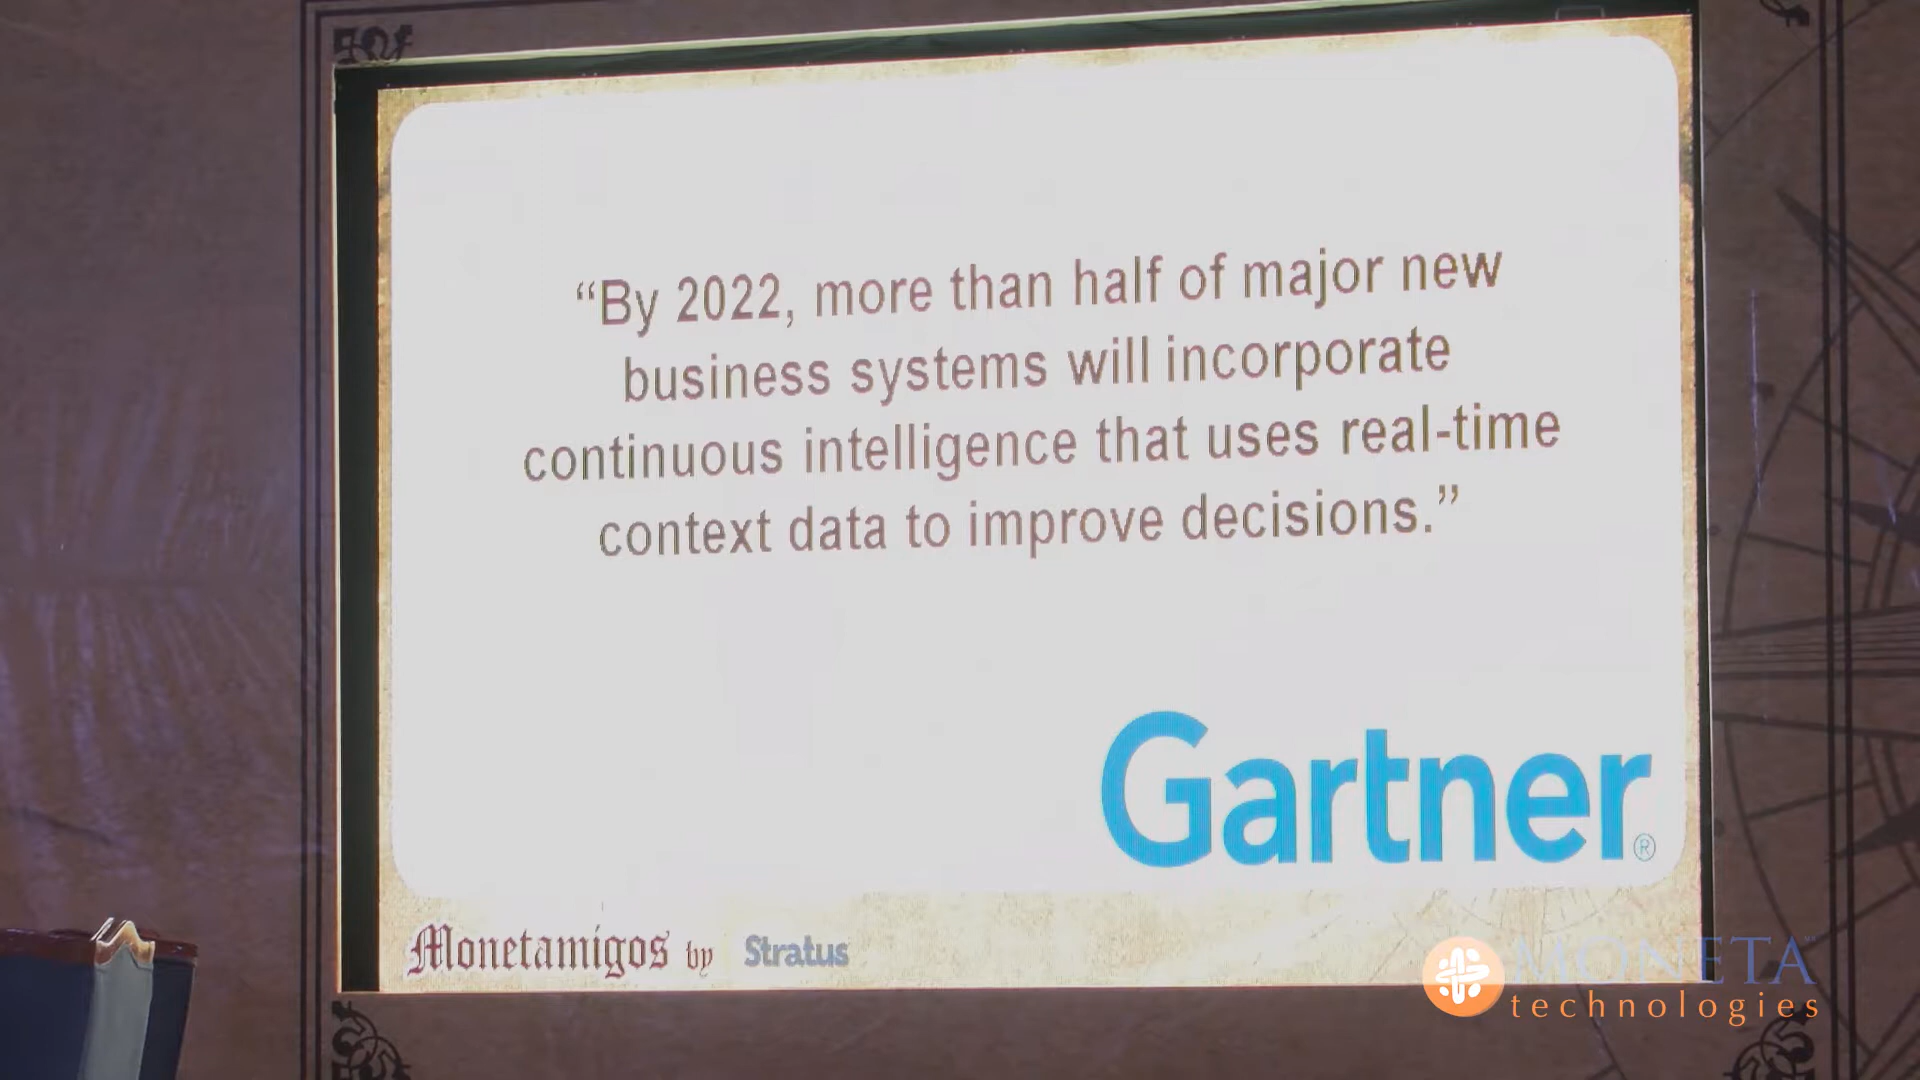 “By 2022, more than half of major new
business systems will incorporate
continuous intelligence that uses real-time
context data to improve decisions.”
Gartner®
Monetamigos by Stratus
MONETA™
technologies